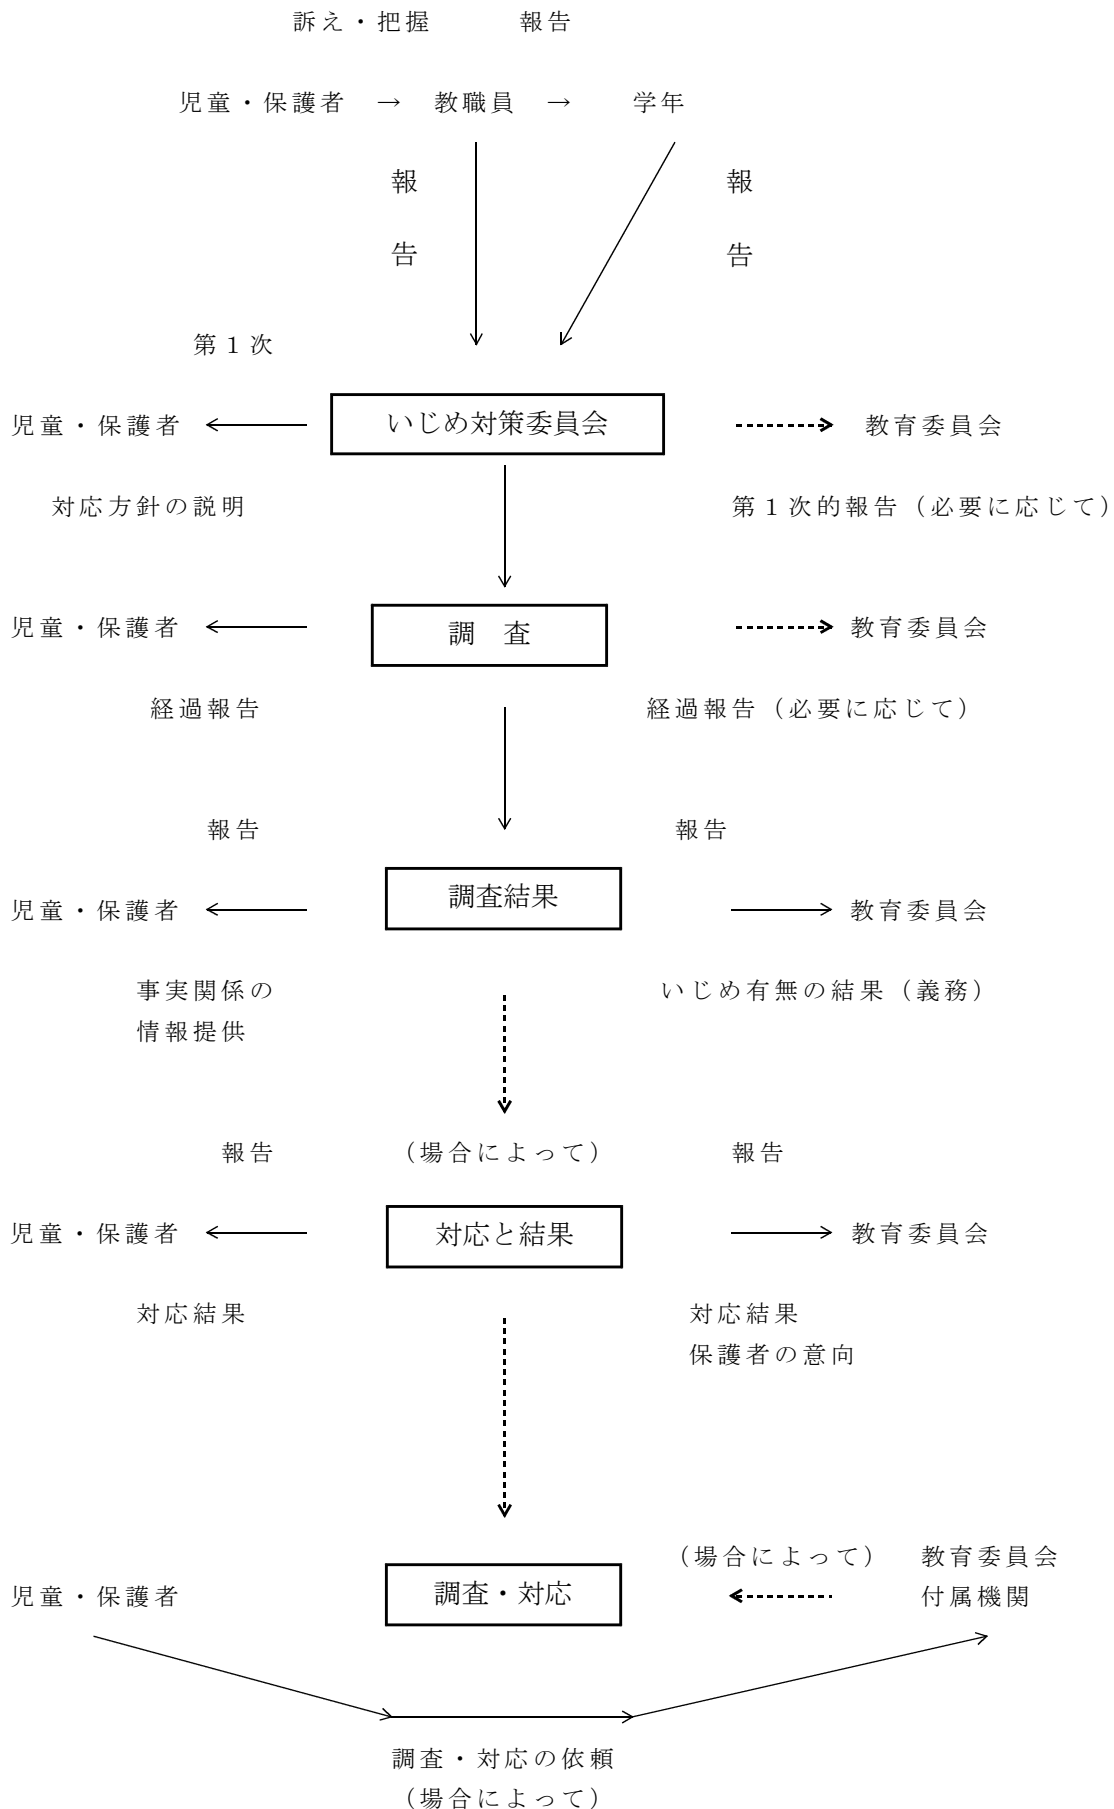 訴え・把握　報告
児童・保護者　→　教職員　→　学年
報告　報告
第１次
児童・保護者　いじめ対策委員会　教育委員会
対応方針の説明　第１次的報告（必要に応じて）
児童・保護者　調　査　教育委員会
経過報告　経過報告（必要に応じて）
報告　報告
児童・保護者　調査結果　教育委員会
事実関係の　いじめ有無の結果（義務）
情報提供
報告　（場合によって）　報告
児童・保護者　対応と結果　教育委員会
対応結果　対応結果
保護者の意向
（場合によって）　教育委員会
児童・保護者　調査・対応　付属機関
調査・対応の依頼
（場合によって）